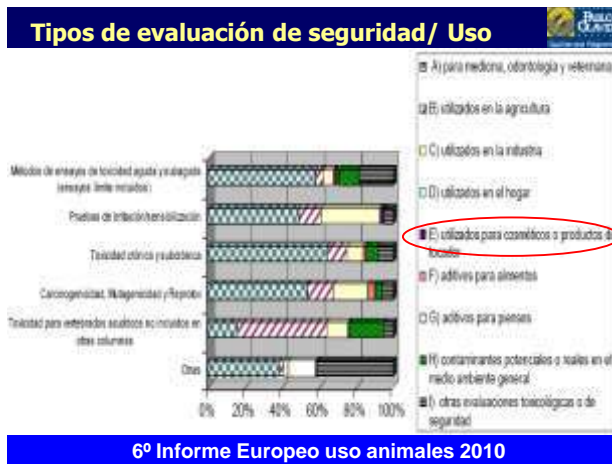 Tipos de evaluación de seguridad/ Uso
A) para medicina, odontología y veterinaria
B) utilizados en la agricultura
C) utilizados en la industria
D) utilizados en el hogar
E) utilizados para cosméticos o productos de
tocador
F) aditivos para alimentos
G) aditivos para piensos
H) contaminantes potenciales o reales en el
medio ambiente general
I) otras evaluaciones toxicológicas o de
seguridad
Métodos de ensayos de toxicidad aguda y subaguda
(ensayos límite incluidos)
Pruebas de irritación/sensibilización
Toxicidad crónica y subcrónica
Carcinogenicidad, Mutagenicidad y Reprotox
Toxicidad para vertebrados acuáticos no incluidos en
otras columnas
Otras
0% 20% 40% 60% 80% 100%
6º Informe Europeo uso animales 2010